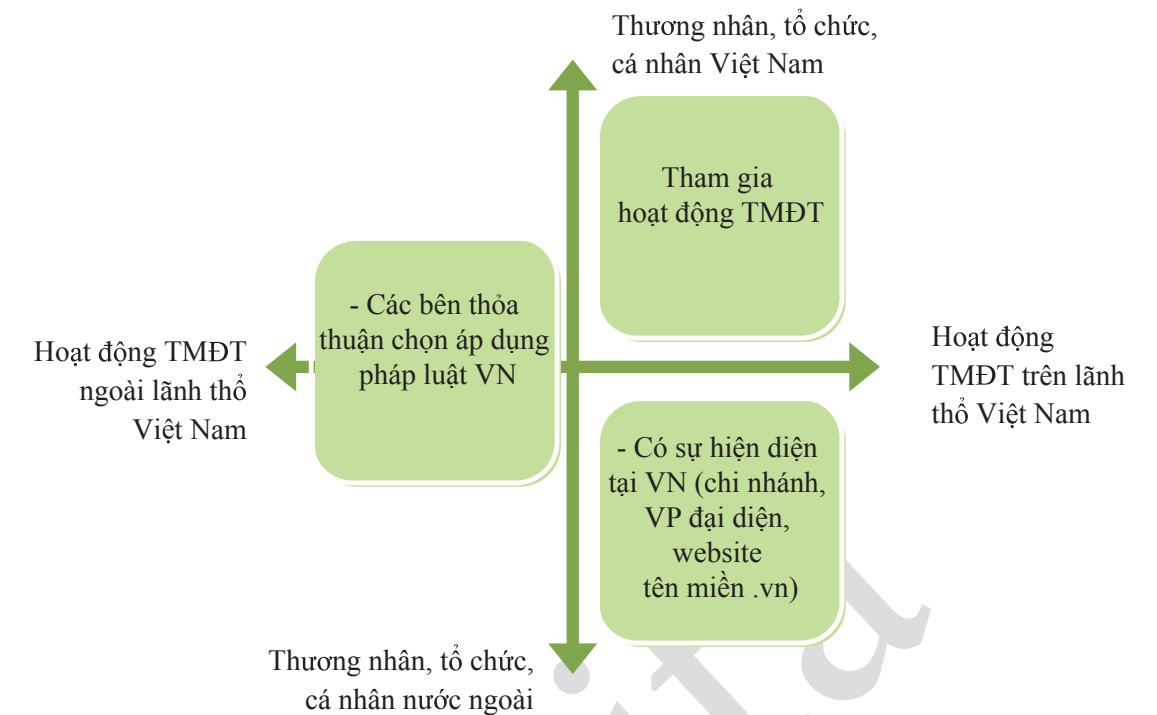 Thương nhân, tổ chức,
cá nhân Việt Nam
Tham gia
hoạt động TMĐT
- Các bên thỏa
thuận chọn áp dụng
pháp luật VN
Hoạt động TMĐT
ngoài lãnh thổ
Việt Nam
Hoạt động
TMĐT trên lãnh
thổ Việt Nam
- Có sự hiện diện
tại VN (chi nhánh,
VP đại diện,
website
tên miền .vn)
Thương nhân, tổ chức,
cá nhân nước ngoài